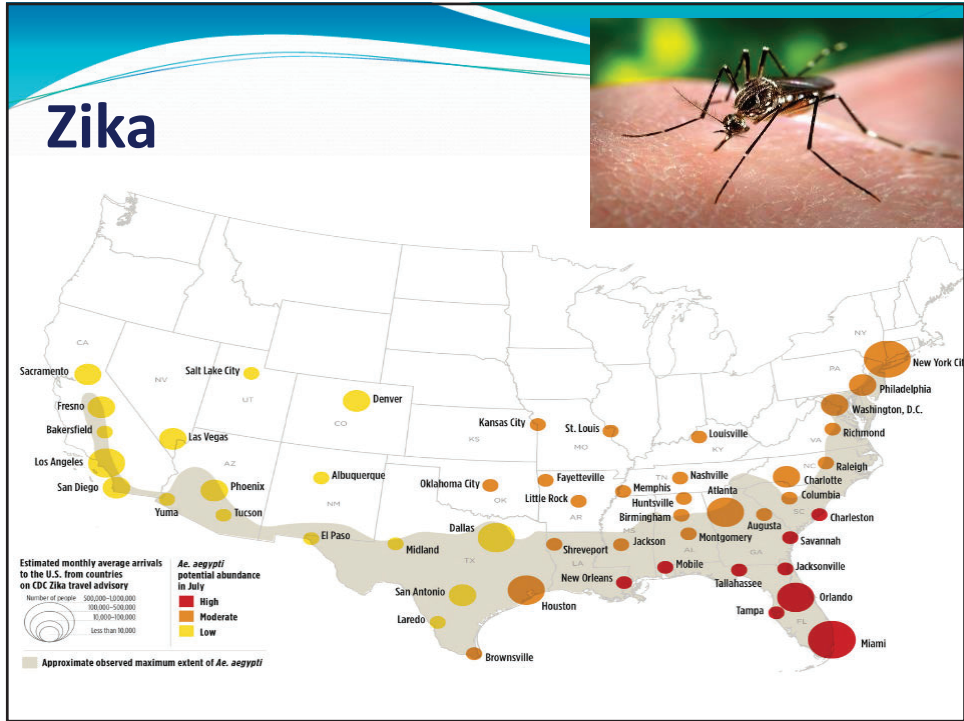 Zika
CA
NV
AZ
UT
CO
NM
KS
OK
TX
MO
AR
LA
MS
TN
KY
AL
GA
FL
SC
NC
VA
PA
NY
Sacramento
Fresno
Bakersfield
Los Angeles
San Diego
Yuma
Tucson
Phoenix
Las Vegas
Salt Lake City
Denver
Albuquerque
El Paso
Midland
Dallas
San Antonio
Laredo
Brownsville
Houston
Oklahoma City
Kansas City
St. Louis
Fayetteville
Little Rock
Memphis
Shreveport
Jackson
New Orleans
Mobile
Louisville
Nashville
Huntsville
Birmingham
Atlanta
Montgomery
Augusta
Tallahassee
Tampa
New York Cit
Philadelphia
Washington, D.C.
Richmond
Raleigh
Charlotte
Columbia
Charleston
Savannah
Jacksonville
Orlando
Miami
Estimated monthly average arrivals
to the U.S. from countries
on CDC Zika travel advisory
Number of people
500,000–1,000,000
100,000–500,000
10,000–100,000
Less than 10,000
Ae. aegypti
potential abundance
in July
High
Moderate
Low
Approximate observed maximum extent of Ae. aegypti